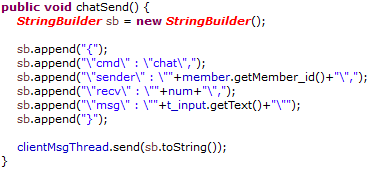 public void chatSend() {
StringBuilder sb = new StringBuilder();
sb.append("{");
sb.append("\"cmd\" : \"chat\",");
sb.append("\"sender\" : \""+member.getMember_id()+"\",");
sb.append("\"recv\" : \""+num+"\",");
sb.append("\"msg\" : \""+t_input.getText()+"\"");
sb.append("}");
clientMsgThread.send(sb.toString());
}